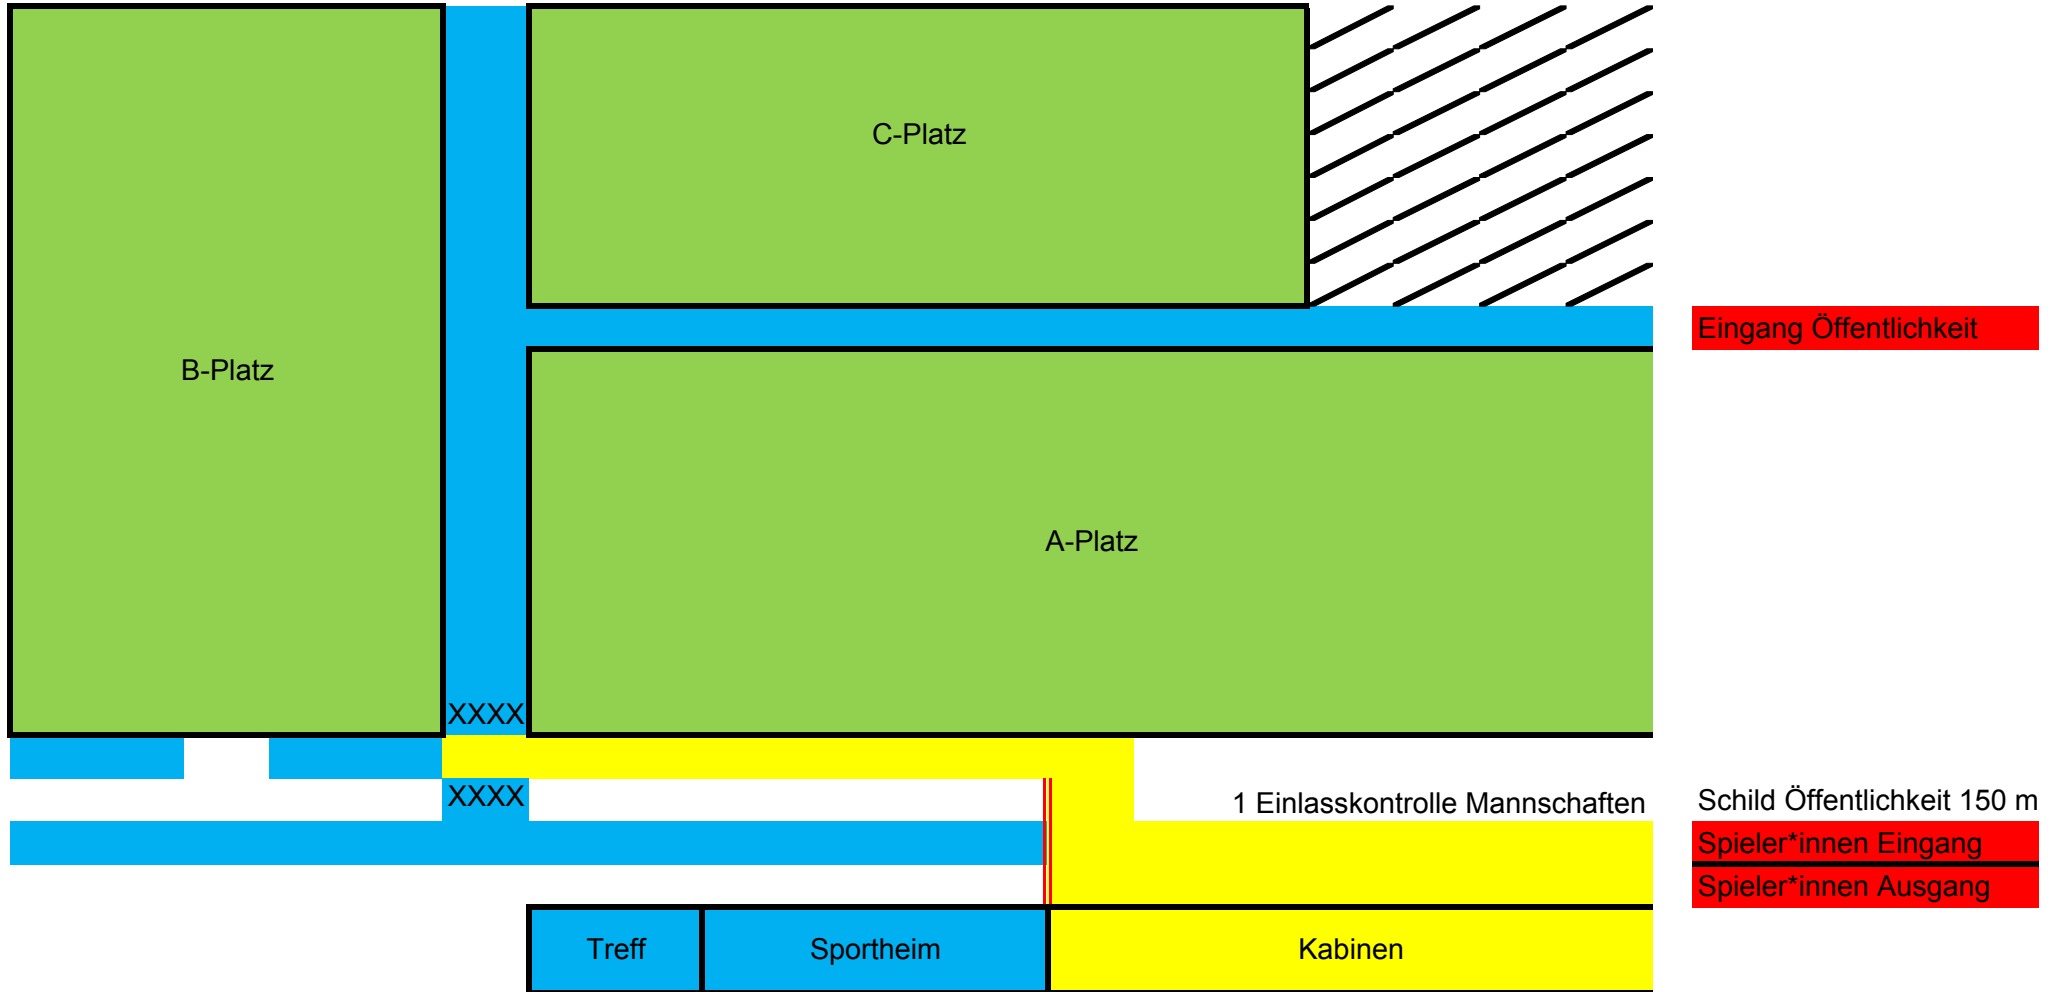 C-Platz
Eingang Öffentlichkeit
B-Platz
A-Platz
XXXX
XXXX
1 Einlasskontrolle Mannschaften
Schild Öffentlichkeit 150 m
Spieler*innen Eingang
Spieler*innen Ausgang
Treff
Sportheim
Kabinen